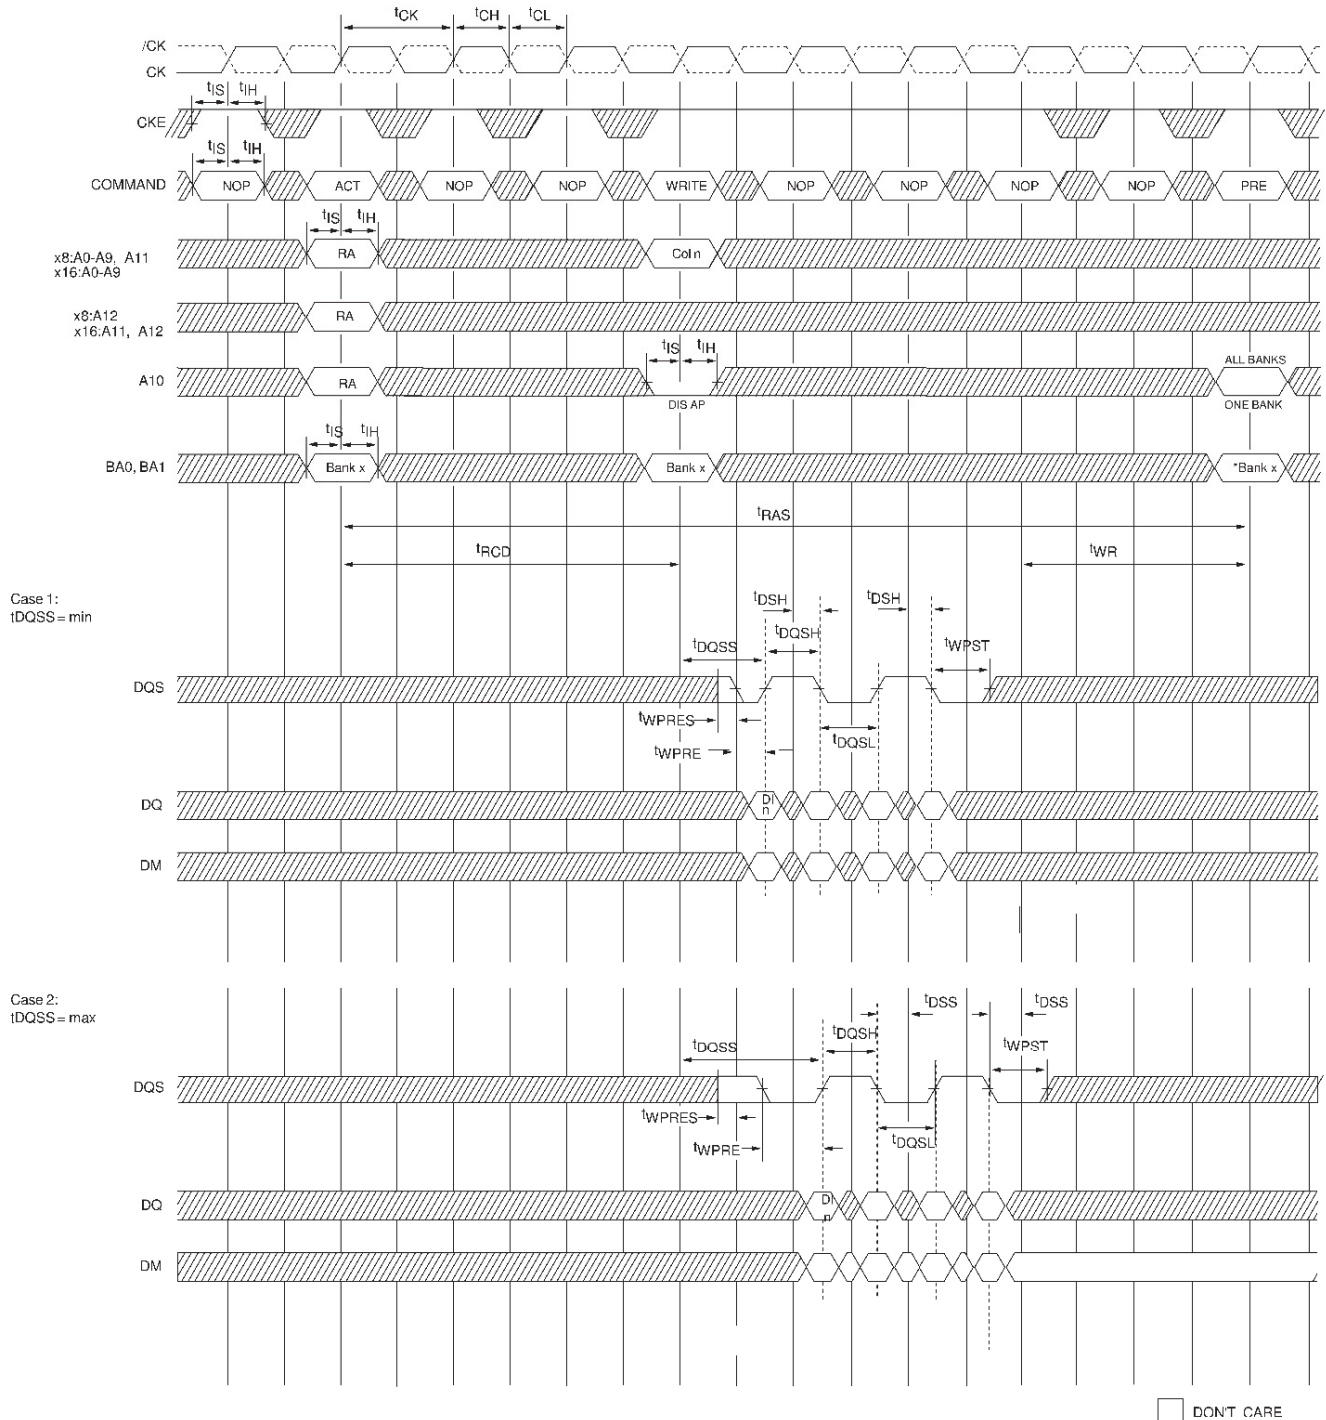 tCK tCH tCL
/CK
CK
tIS tIH
CKE
tIS tIH
COMMAND NOP ACT NOP NOP WRITE NOP NOP NOP NOP PRE
tIS tIH
x8:A0-A9, A11 RA Col n
x16:A0-A9
x8:A12 RA
x16:A11, A12
tIS tIH ALL BANKS
A10 RA
DIS AP ONE BANK
tIS tIH
BA0, BA1 Bank x Bank x *Bank x
tRAS
tRCD tWR
Case 1:
tDQSS = min
tDSH tDSH
tDQSH
tDQSS tWPST
DQS
tWPRES
tWPRE tDQSL
DQ DI
n
DM
Case 2:
tDQSS = max
tDSS tDSS
tDQSH
tDQSS tWPST
DQS
tWPRES
tWPRE tDQSL
DQ DI
n
DM
DON'T CARE